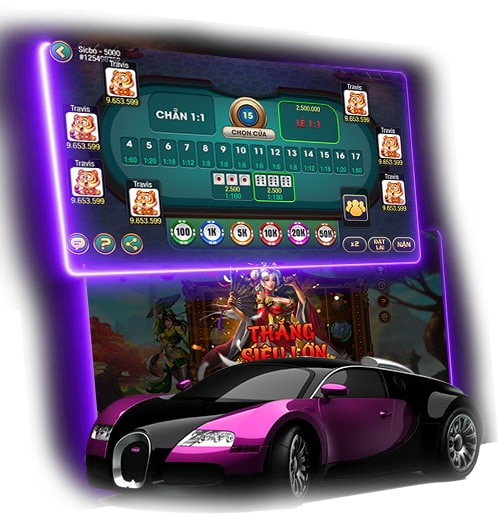 Sicbo - 5000
Travis
9.653.599
Travis
9.653.599
Travis
9.653.599
Travis
9.653.599
Travis
9.653.599
Travis
9.653.599
Travis
9.653.599
CHẴN 1:1
15
CHỌN CỬA
2.500.000
LẺ 1:1
4 5 6 7 8 9 10 11 12 13 14 15 16 17
1:60 1:20 1:18 1:12 1:8 1:6 1:6 1:6 1:6 1:8 1:12 1:18 1:20 1:60
2.500
1:180
2.500
1:180
100 1K 5K 10K 20K 50K
x2
ĐẶT LẠI
NẶN
THẮNG
SIÊU LỚN